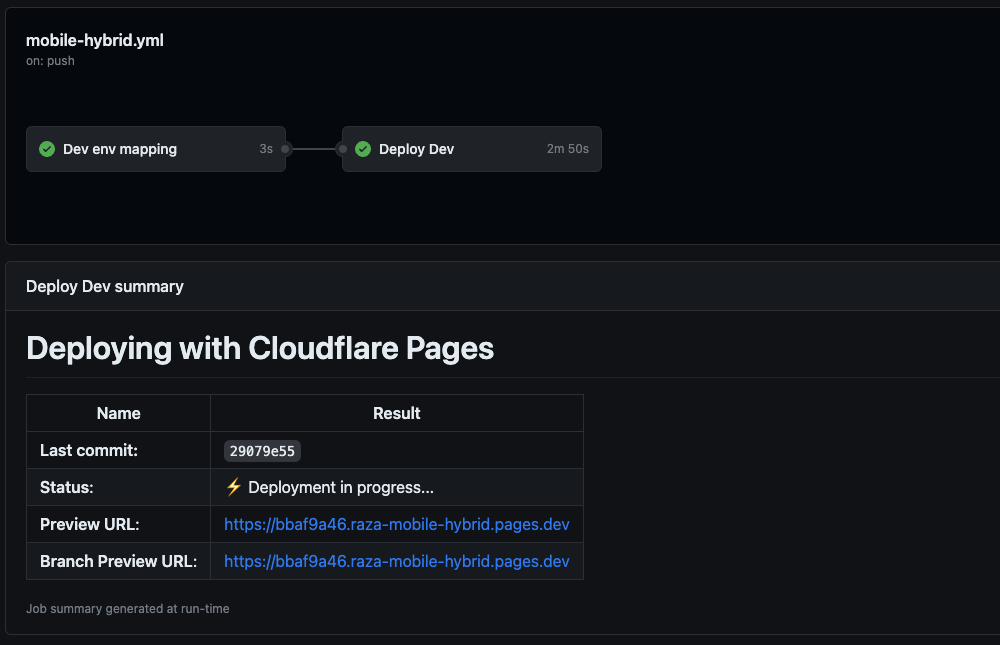 mobile-hybrid.yml
on: push
Dev env mapping 3s
Deploy Dev 2m 50s
Deploy Dev summary
Deploying with Cloudflare Pages
Name Result
Last commit: 29079e55
Status: ⚡ Deployment in progress...
Preview URL: https://bbaf9a46.raza-mobile-hybrid.pages.dev
Branch Preview URL: https://bbaf9a46.raza-mobile-hybrid.pages.dev
Job summary generated at run-time